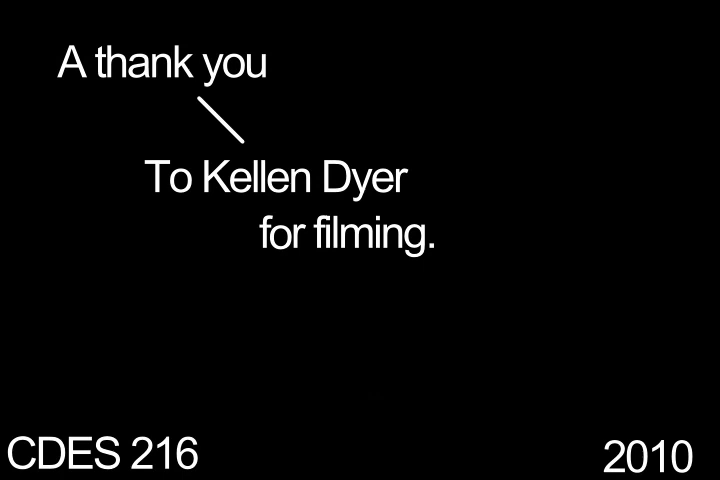 A thank you
To Kellen Dyer
for filming.
CDES 216
2010